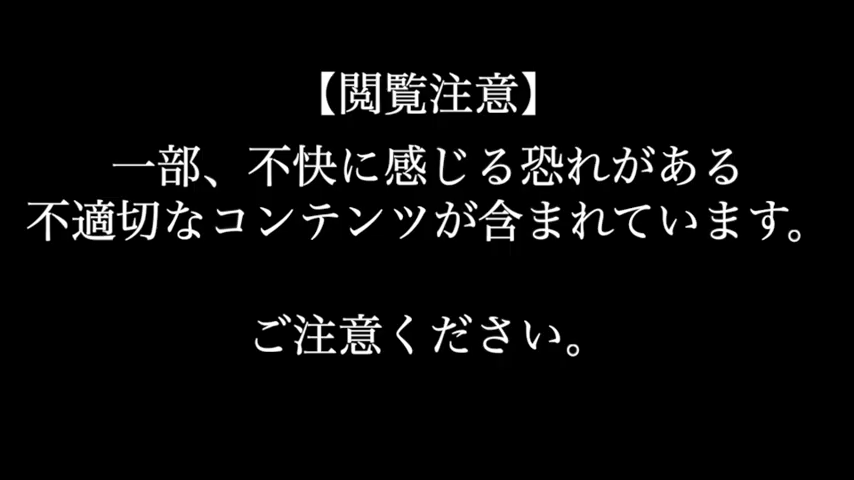 【閲覧注意】
一部、不快に感じる恐れがある
不適切なコンテンツが含まれています。
ご注意ください。